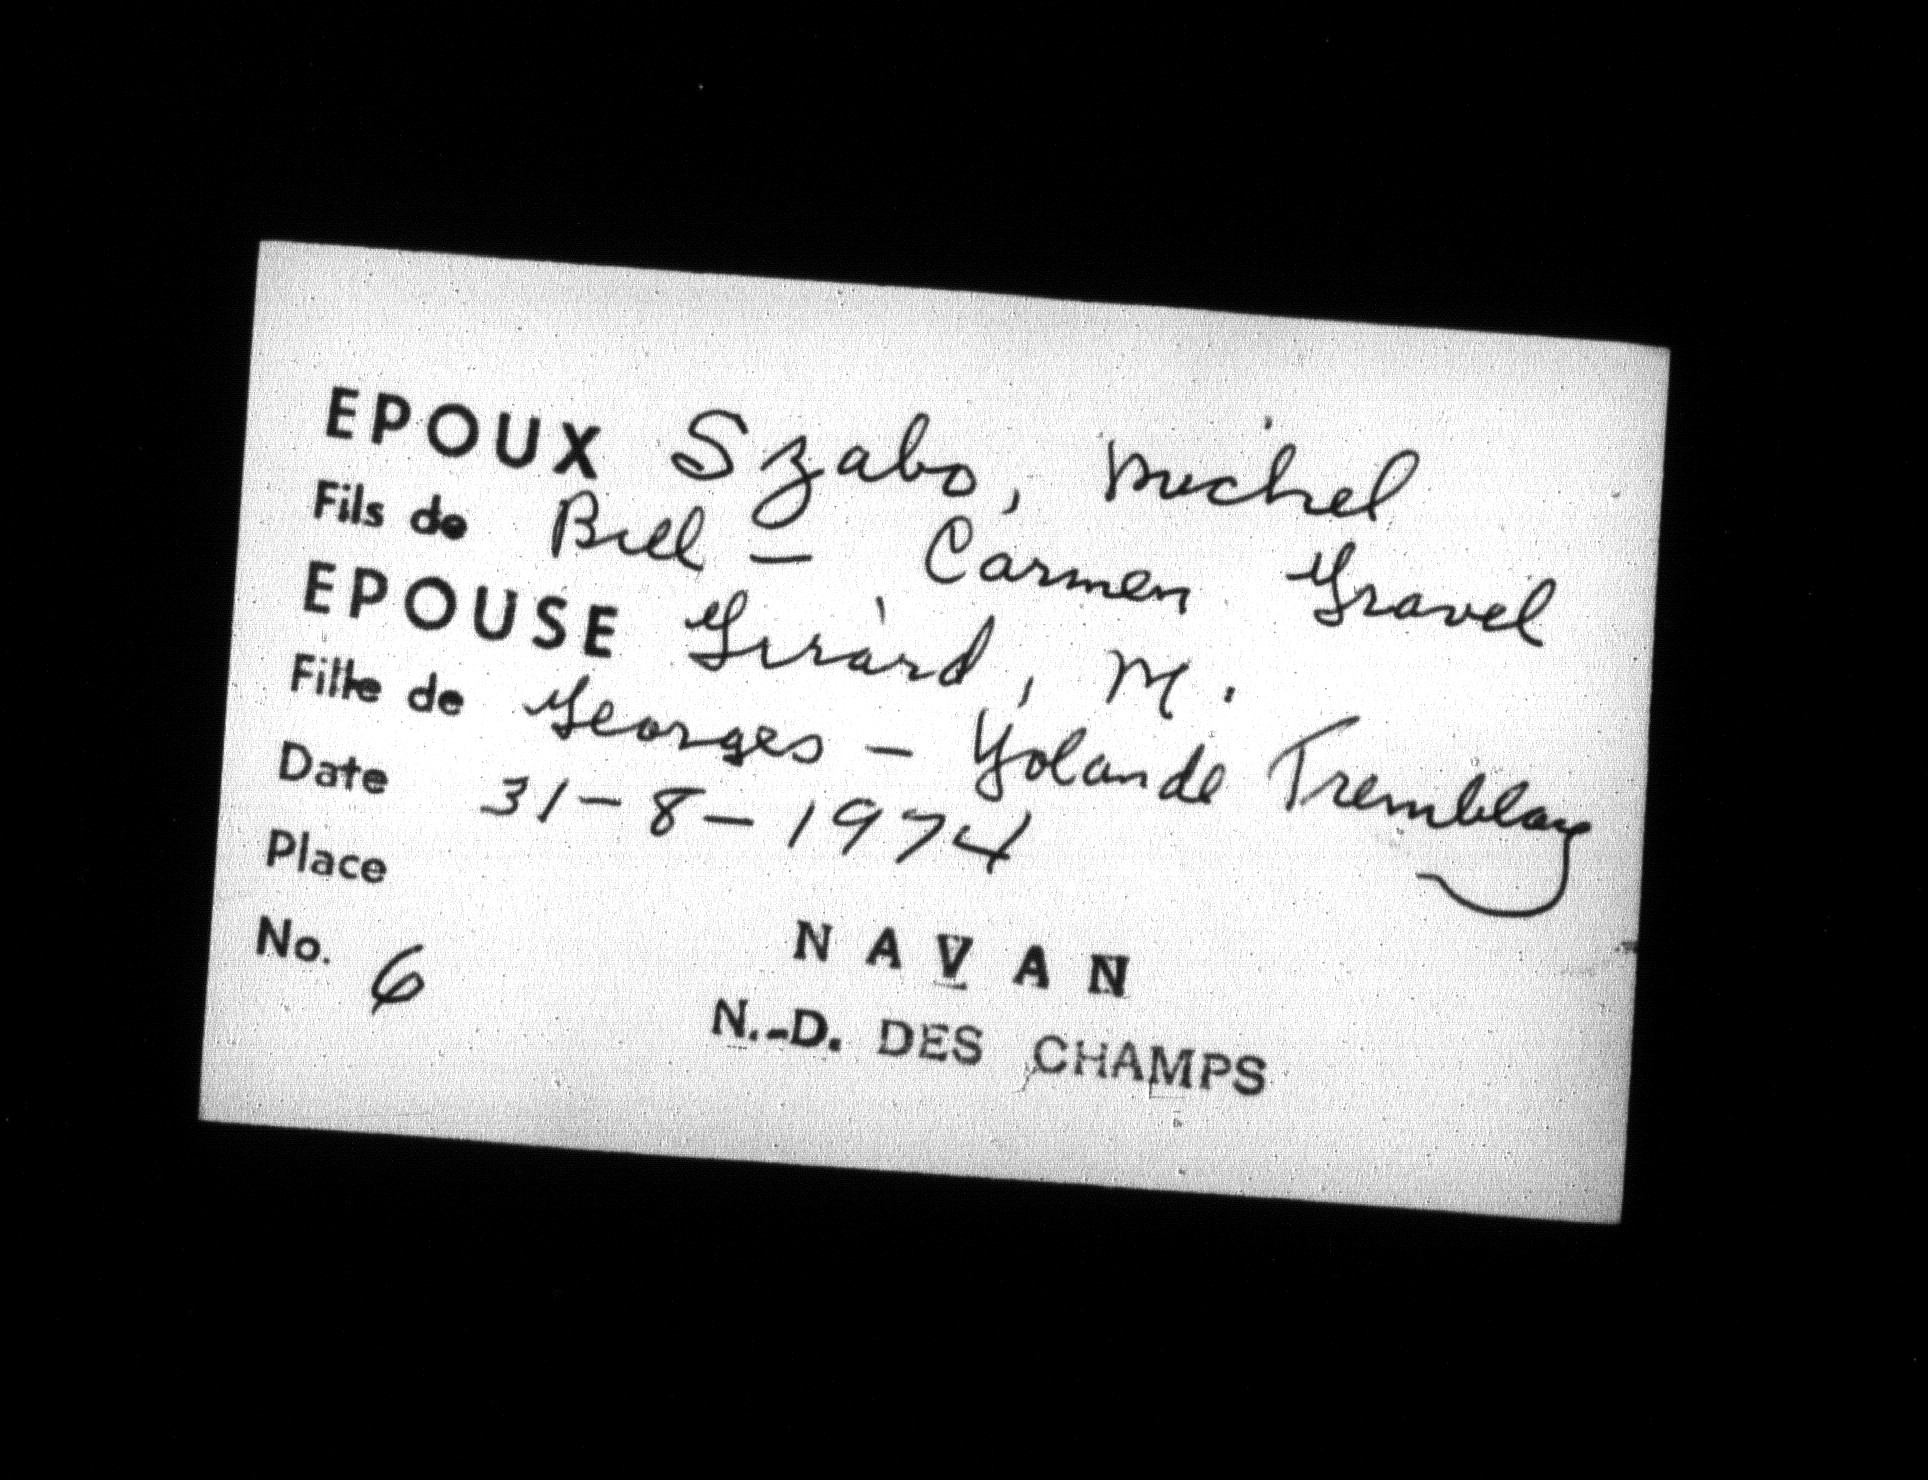 EPOUX Szabo, Michel
Fils de Bill - Carmen Gravel
EPOUSE Girard, M.
Fille de Georges - Yolande Tremblay
Date 31-8-1974
Place
NAVAN
No. 6
N.-D. DES CHAMPS